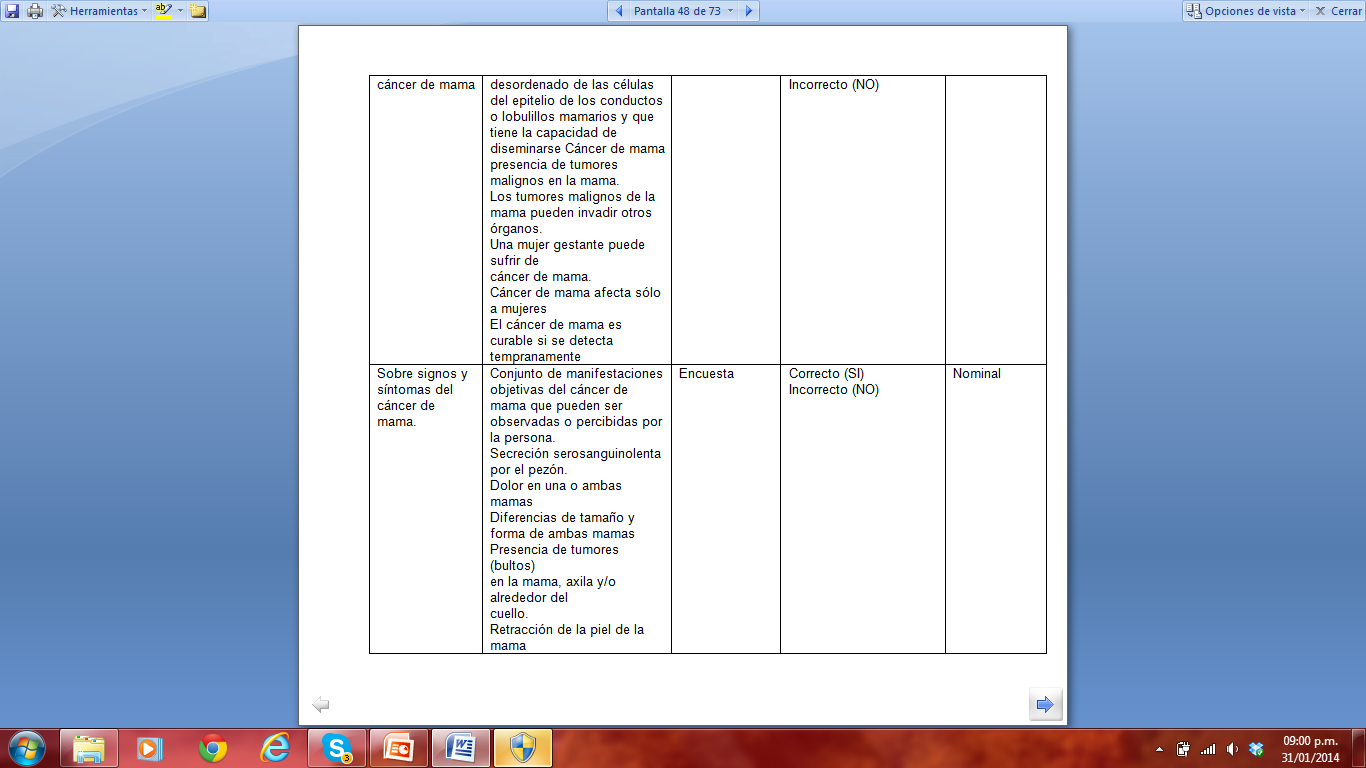 Herramientas
Pantalla 48 de 73
Opciones de vista
Cerrar
cáncer de mama
desordenado de las células
del epitelio de los conductos
o lobulillos mamarios y que
tiene la capacidad de
diseminarse Cáncer de mama
presencia de tumores
malignos en la mama.
Los tumores malignos de la
mama pueden invadir otros
órganos.
Una mujer gestante puede
sufrir de
cáncer de mama.
Cáncer de mama afecta sólo
a mujeres
El cáncer de mama es
curable si se detecta
tempranamente
Incorrecto (NO)
Sobre signos y
síntomas del
cáncer de
mama.
Conjunto de manifestaciones
objetivas del cáncer de
mama que pueden ser
observadas o percibidas por
la persona.
Secreción serosanguinolenta
por el pezón.
Dolor en una o ambas
mamas
Diferencias de tamaño y
forma de ambas mamas
Presencia de tumores
(bultos)
en la mama, axila y/o
alrededor del
cuello.
Retracción de la piel de la
mama
Encuesta
Correcto (SI)
Incorrecto (NO)
Nominal
3
09:00 p.m.
31/01/2014